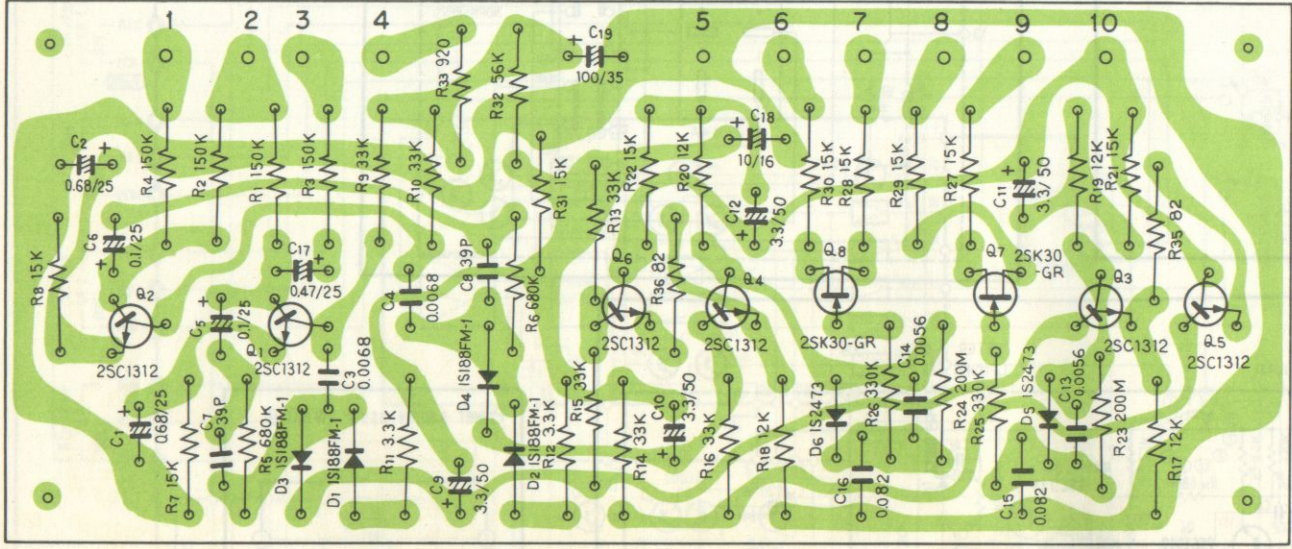 1 2 3 4 5 6 7 8 9 10
C2
0.68/25
R4 150K
R2 150K
R1 150K
R3 150K
R9 33K
R10 33K
R33 920
R32 56K
C19
100/35
R31 15K
R13 33K
R22 15K
R20 12K
C18
10/16
C12
3.3/50
R30 15K
R28 15K
R29 15K
R27 15K
C11
3.3/50
R19 12K
R21 15K
R35 82
R8 15K
C6
0.1/25
Q2
2SC1312
C5
0.1/25
C17
0.47/25
Q1
2SC1312
C3
0.0068
C4
0.0068
C8 39P
R6 680K
D4 1S188FM-1
Q6
2SC1312
R36 82
Q4
2SC1312
Q8
2SK30-GR
C14
0.0056
Q7
2SK30
-GR
Q3
2SC1312
Q5
2SC1312
C1
0.68/25
R7 15K
C7
39P
R5 680K
D3
1S188FM-1
D1 1S188FM-1
R11 3.3K
C9
3.3/50
D2 1S188FM-1
R12 3.3K
R15 39K
R14 33K
C10
3.3/50
R16 33K
R18 12K
D6 1S2473
R26 330K
C16
0.082
R24 200M
R25 330K
D5 1S2473
C13
0.0056
C15
0.082
R23 200M
R17 12K